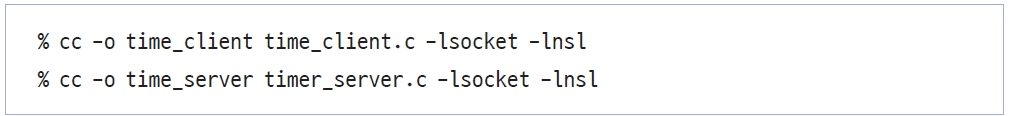 % cc -o time_client time_client.c -lsocket -lnsl
% cc -o time_server timer_server.c -lsocket -lnsl